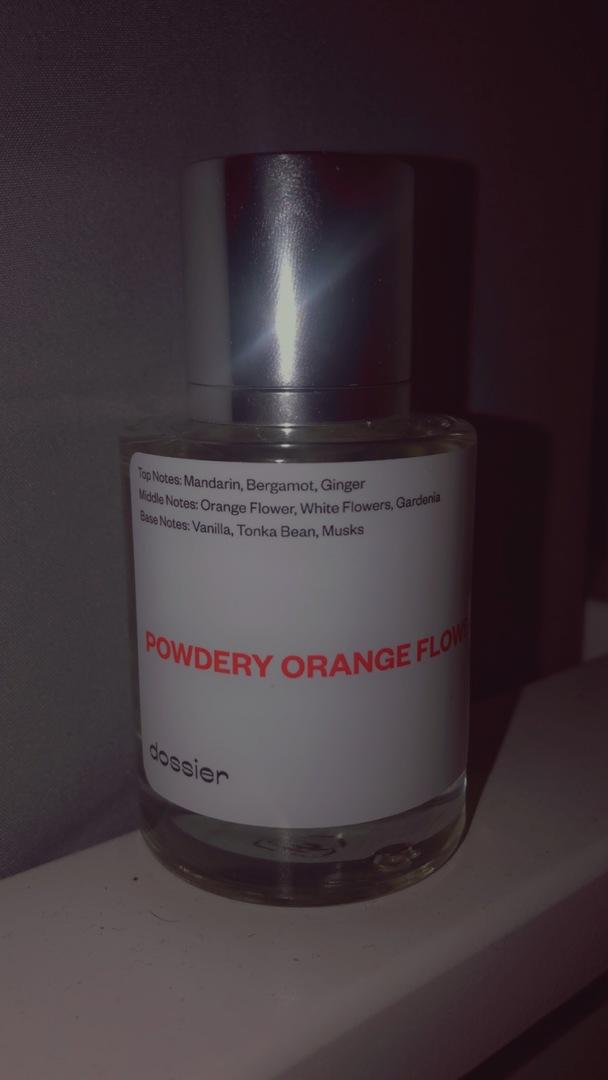 Top Notes: Mandarin, Bergamot, Ginger
Middle Notes: Orange Flower, White Flowers, Gardenia
Base Notes: Vanilla, Tonka Bean, Musks
POWDERY ORANGE FLOW
dossier